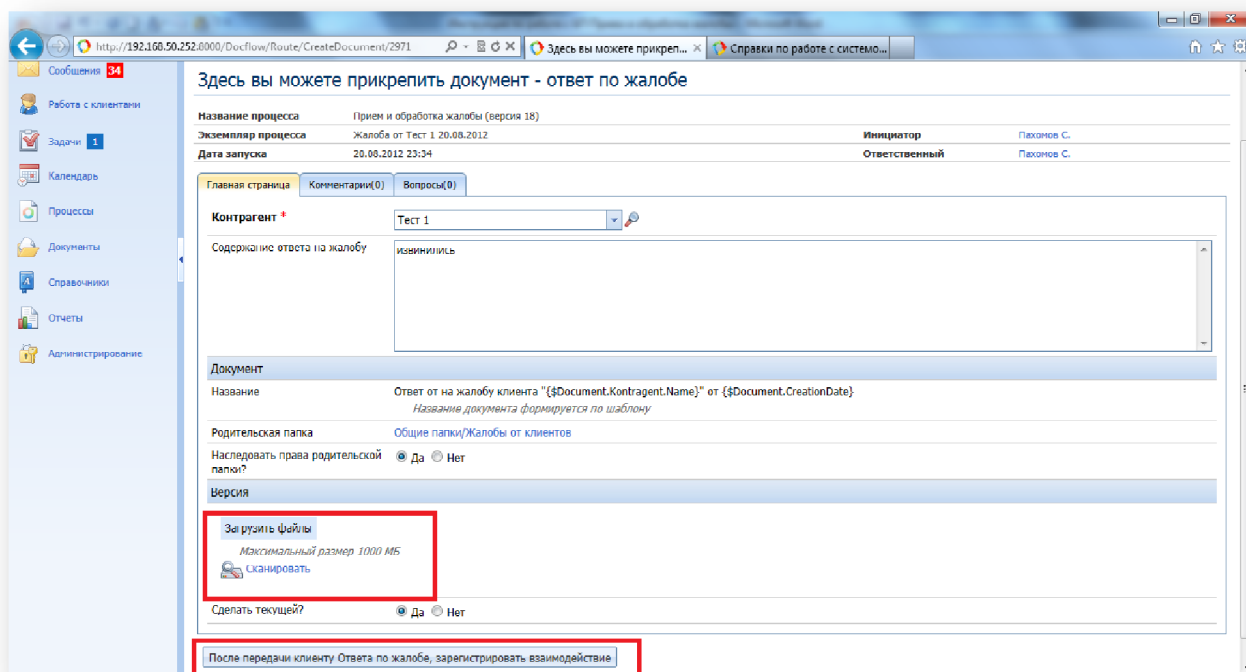 http://192.168.50.252:8000/Docflow/Route/CreateDocument/2971
Здесь вы можете прикреп...
Справки по работе с системо...
Сообщения 34
Работа с клиентами
Задачи 1
Календарь
Процессы
Документы
Справочники
Отчеты
Администрирование
Здесь вы можете прикрепить документ - ответ по жалобе
Название процесса Прием и обработка жалобы (версия 18)
Экземпляр процесса Жалоба от Тест 1 20.08.2012 Инициатор Пахомов С.
Дата запуска 20.08.2012 23:34 Ответственный Пахомов С.
Главная страница Комментарии(0) Вопросы(0)
Контрагент * Тест 1
Содержание ответа на жалобу извинились
Документ
Название Ответ от на жалобу клиента "{$Document.Kontragent.Name}" от {$Document.CreationDate}
Название документа формируется по шаблону
Родительская папка Общие папки/Жалобы от клиентов
Наследовать права родительской Да Нет
папки?
Версия
Загрузить файлы
Максимальный размер 1000 МБ
Сканировать
Сделать текущей? Да Нет
После передачи клиенту Ответа по жалобе, зарегистрировать взаимодействие